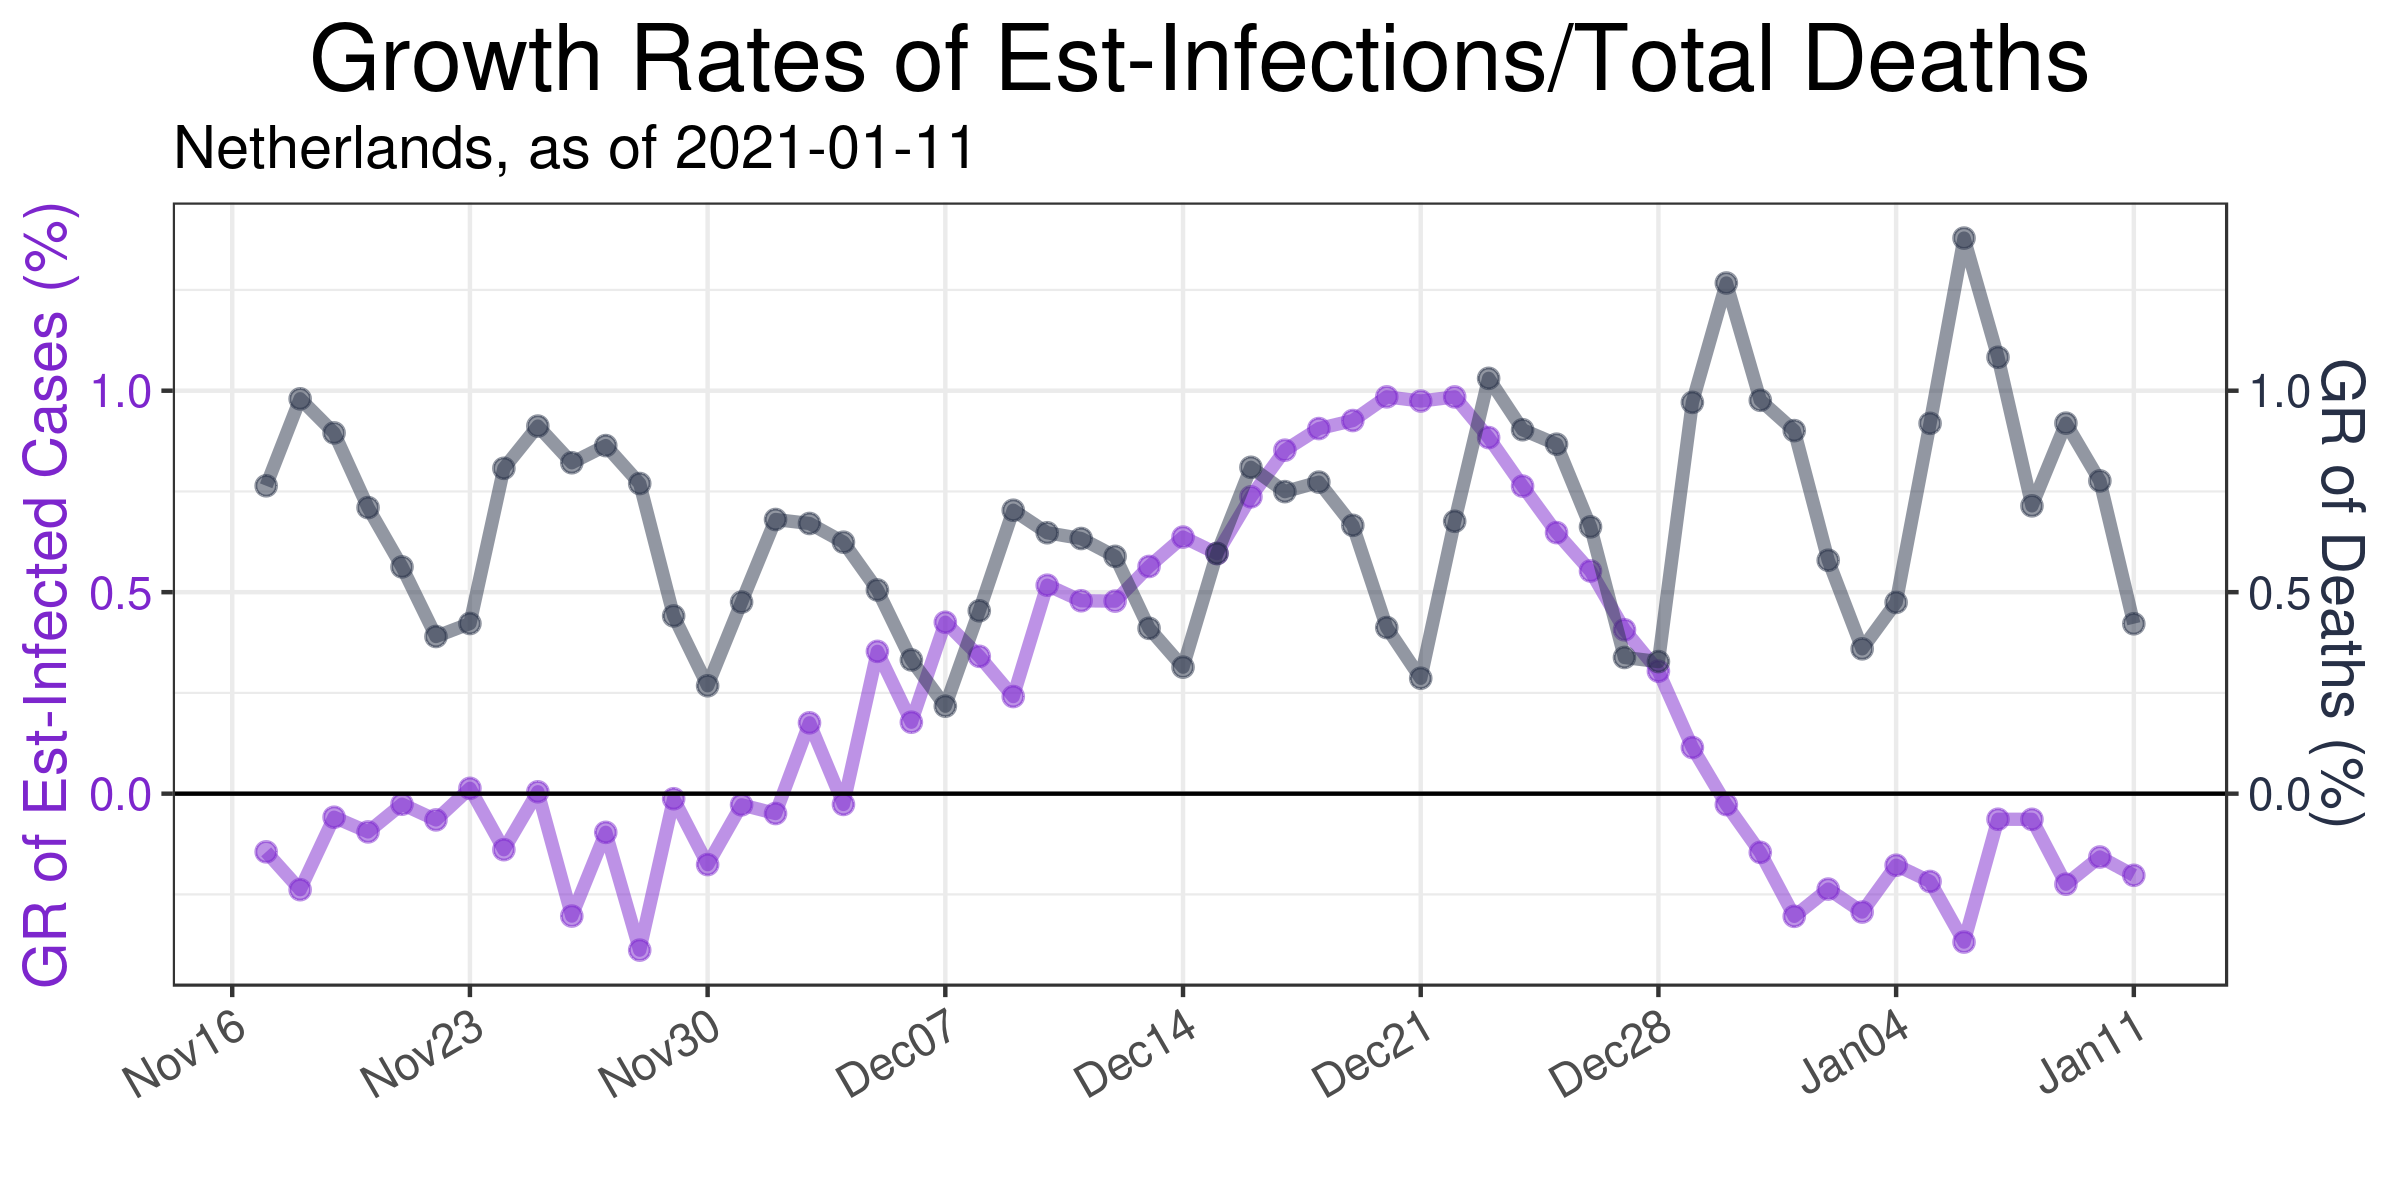 Growth Rates of Est-Infections/Total Deaths
Netherlands, as of 2021-01-11
GR of Est-Infected Cases (%)
1.0
0.5
0.0
1.0
0.5
0.0
GR of Deaths (%)
Nov16
Nov23
Nov30
Dec07
Dec14
Dec21
Dec28
Jan04
Jan11